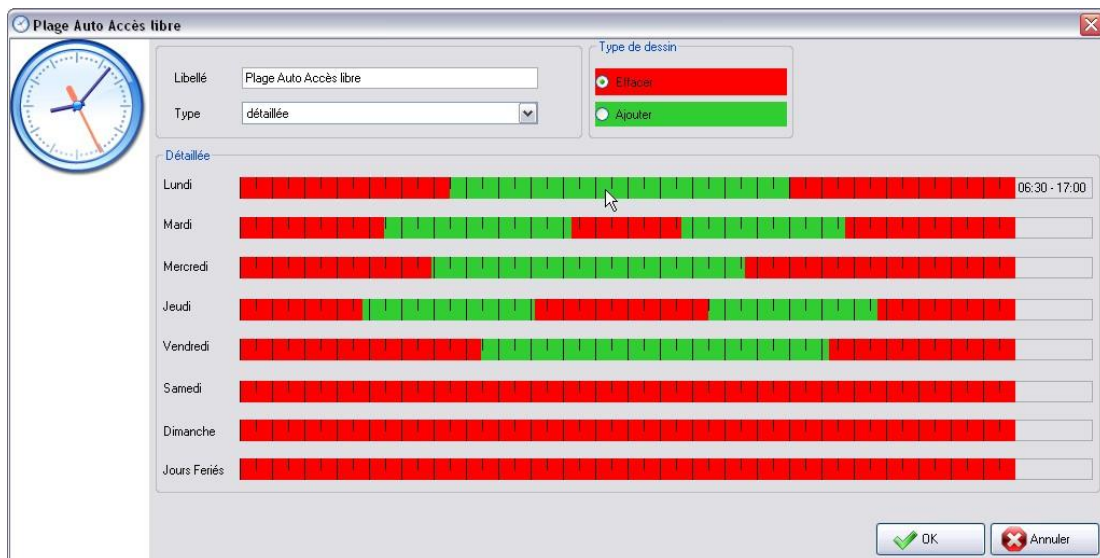 Plage Auto Accès libre
Type de dessin
Libellé Plage Auto Accès libre
Effacer
Type détaillée
Ajouter
Détaillée
Lundi 06:30 - 17:00
Mardi
Mercredi
Jeudi
Vendredi
Samedi
Dimanche
Jours Feriés
OK Annuler